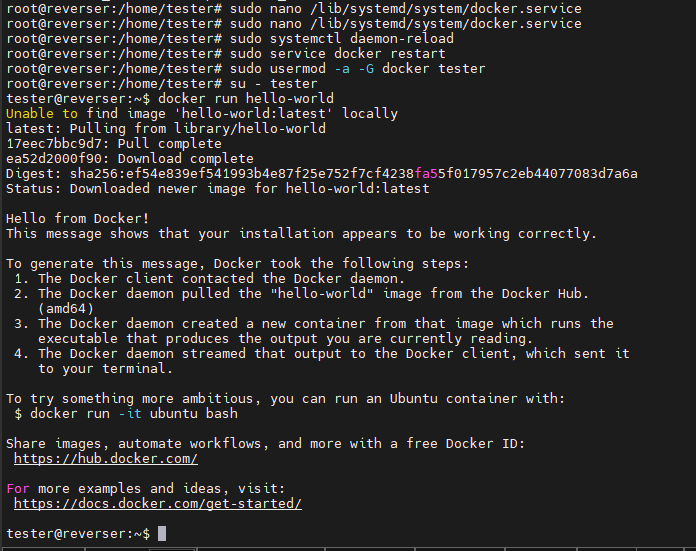 root@reverser:/home/tester# sudo nano /lib/systemd/system/docker.service
root@reverser:/home/tester# sudo nano /lib/systemd/system/docker.service
root@reverser:/home/tester# sudo systemctl daemon-reload
root@reverser:/home/tester# sudo service docker restart
root@reverser:/home/tester# sudo usermod -a -G docker tester
root@reverser:/home/tester# su - tester
tester@reverser:~$ docker run hello-world
Unable to find image 'hello-world:latest' locally
latest: Pulling from library/hello-world
17eec7bbc9d7: Pull complete
ea52d2000f90: Download complete
Digest: sha256:ef54e839ef541993b4e87f25e752f7cf4238fa55f017957c2eb44077083d7a6a
Status: Downloaded newer image for hello-world:latest

Hello from Docker!
This message shows that your installation appears to be working correctly.

To generate this message, Docker took the following steps:
 1. The Docker client contacted the Docker daemon.
 2. The Docker daemon pulled the "hello-world" image from the Docker Hub.
    (amd64)
 3. The Docker daemon created a new container from that image which runs the
    executable that produces the output you are currently reading.
 4. The Docker daemon streamed that output to the Docker client, which sent it
    to your terminal.

To try something more ambitious, you can run an Ubuntu container with:
 $ docker run -it ubuntu bash

Share images, automate workflows, and more with a free Docker ID:
 https://hub.docker.com/

For more examples and ideas, visit:
 https://docs.docker.com/get-started/

tester@reverser:~$